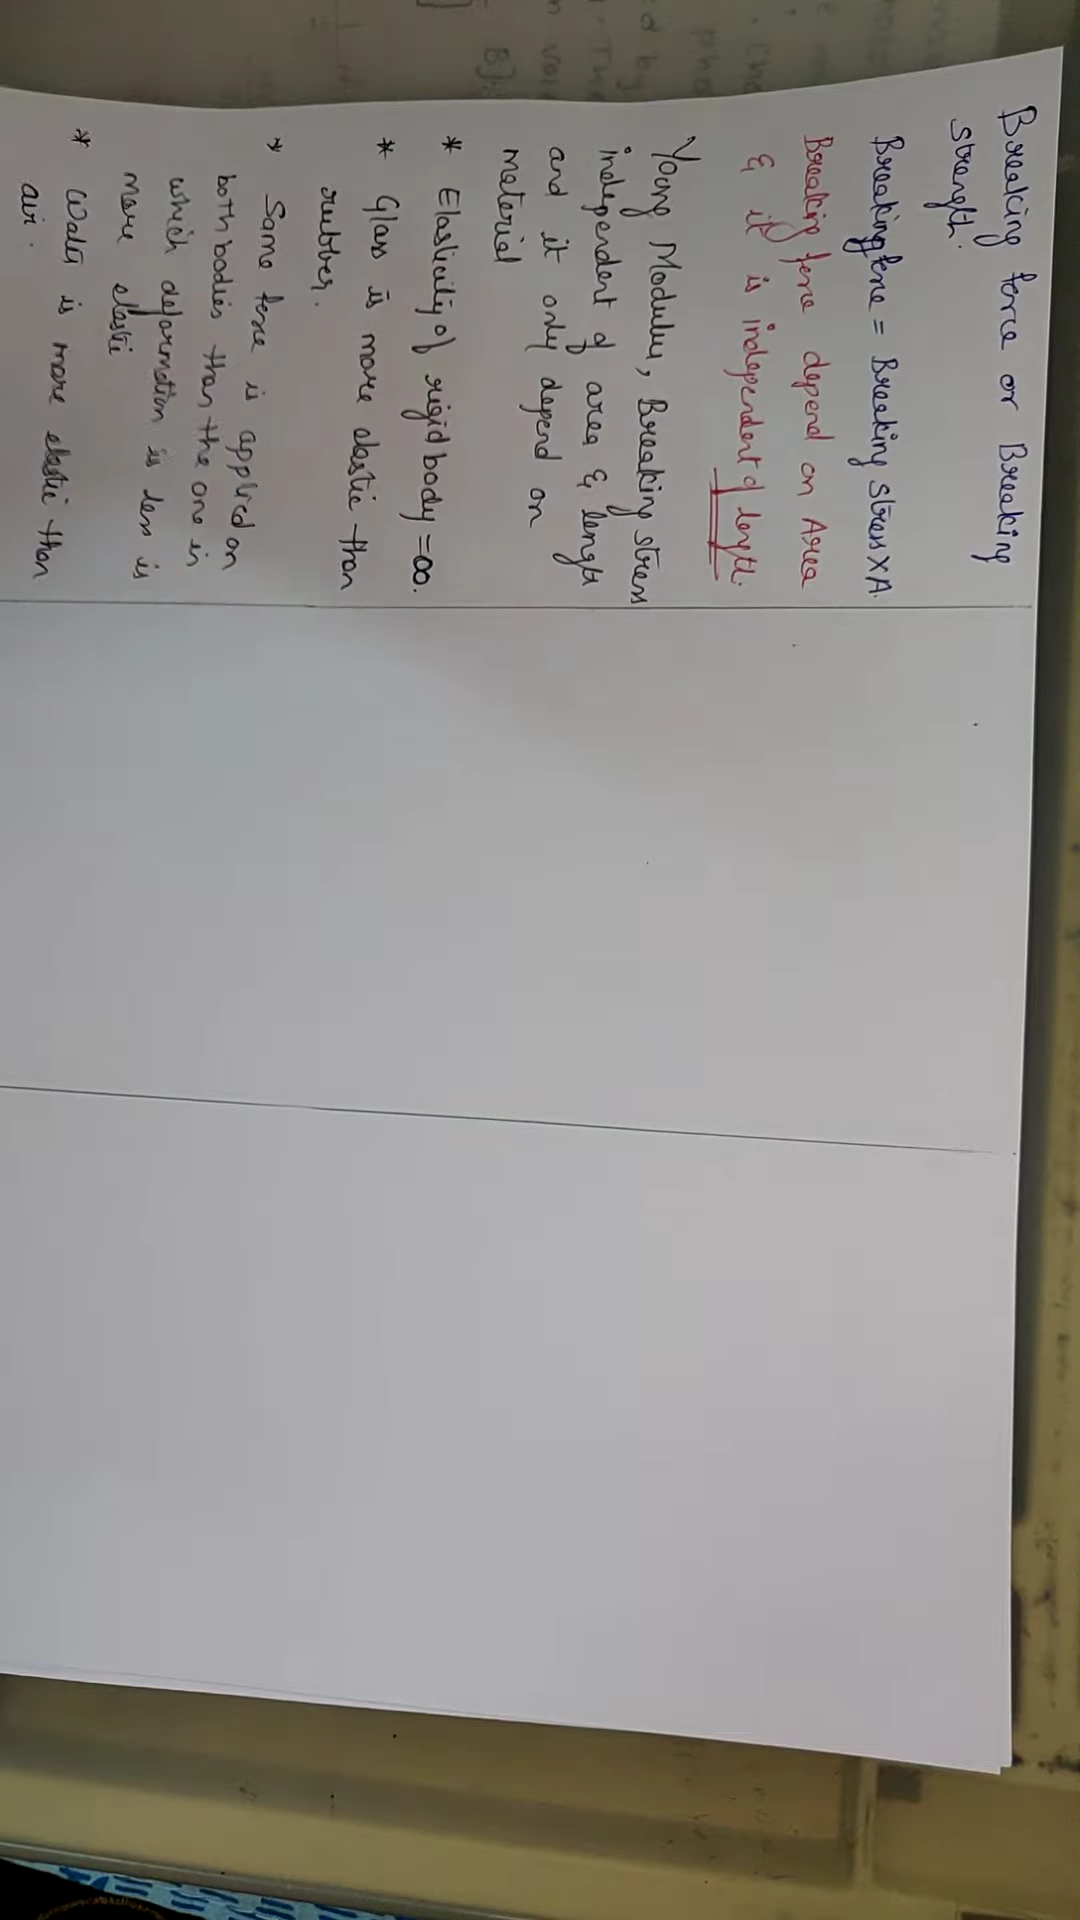 Breaking force or Breaking
strength.
Breaking force = Breaking stress X A.
Breaking force depend on Area
& it is independent of length.
Young Modulus, Breaking stress
independent of area & length
and it only depend on
material
* Elasticity of rigid body = ∞.
* Glass is more elastic than
rubber.
* Same force is applied on
both bodies than the one in
which deformation is less is
more elastic
* Water is more elastic than
air.